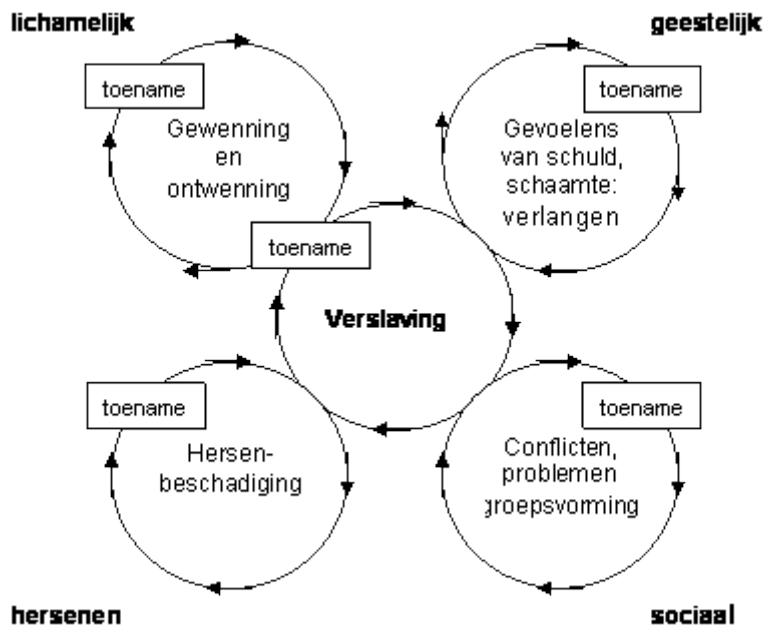 lichamelijk
geestelijk
toename
toename
Gewenning
en
ontwenning
Gevoelens
van schuld,
schaamte:
verlangen
toename
Verslaving
toename
toename
Hersen-
beschadiging
Conflicten,
problemen
groepsvorming
hersenen
sociaal